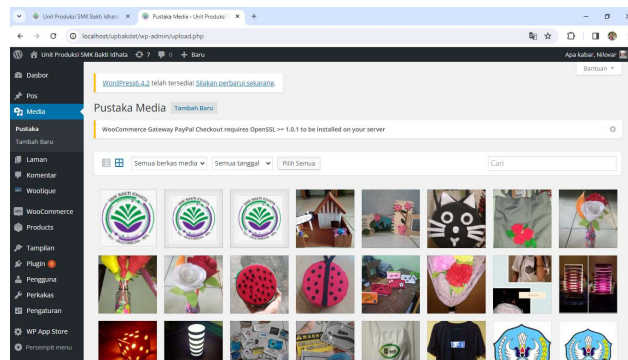 Unit Produksi SMK Bakti Idhata
Pustaka Media ‹ Unit Produksi
localhost/upbakdat/wp-admin/upload.php
Unit Produksi SMK Bakti Idhata 7 0 + Baru
Apa kabar, Nilovar
Bantuan
Dasbor
Pos
Media
Pustaka
Tambah Baru
Laman
Komentar
Wootique
WooCommerce
Products
Tampilan
Plugin 1
Pengguna
Perkakas
Pengaturan
WP App Store
Persempit menu
WordPress6.4.2 telah tersedia! Silakan perbarui sekarang.
Pustaka Media Tambah Baru
WooCommerce Gateway PayPal Checkout requires OpenSSL >= 1.0.1 to be installed on your server
Semua berkas media Semua tanggal Pilih Semua
Cari